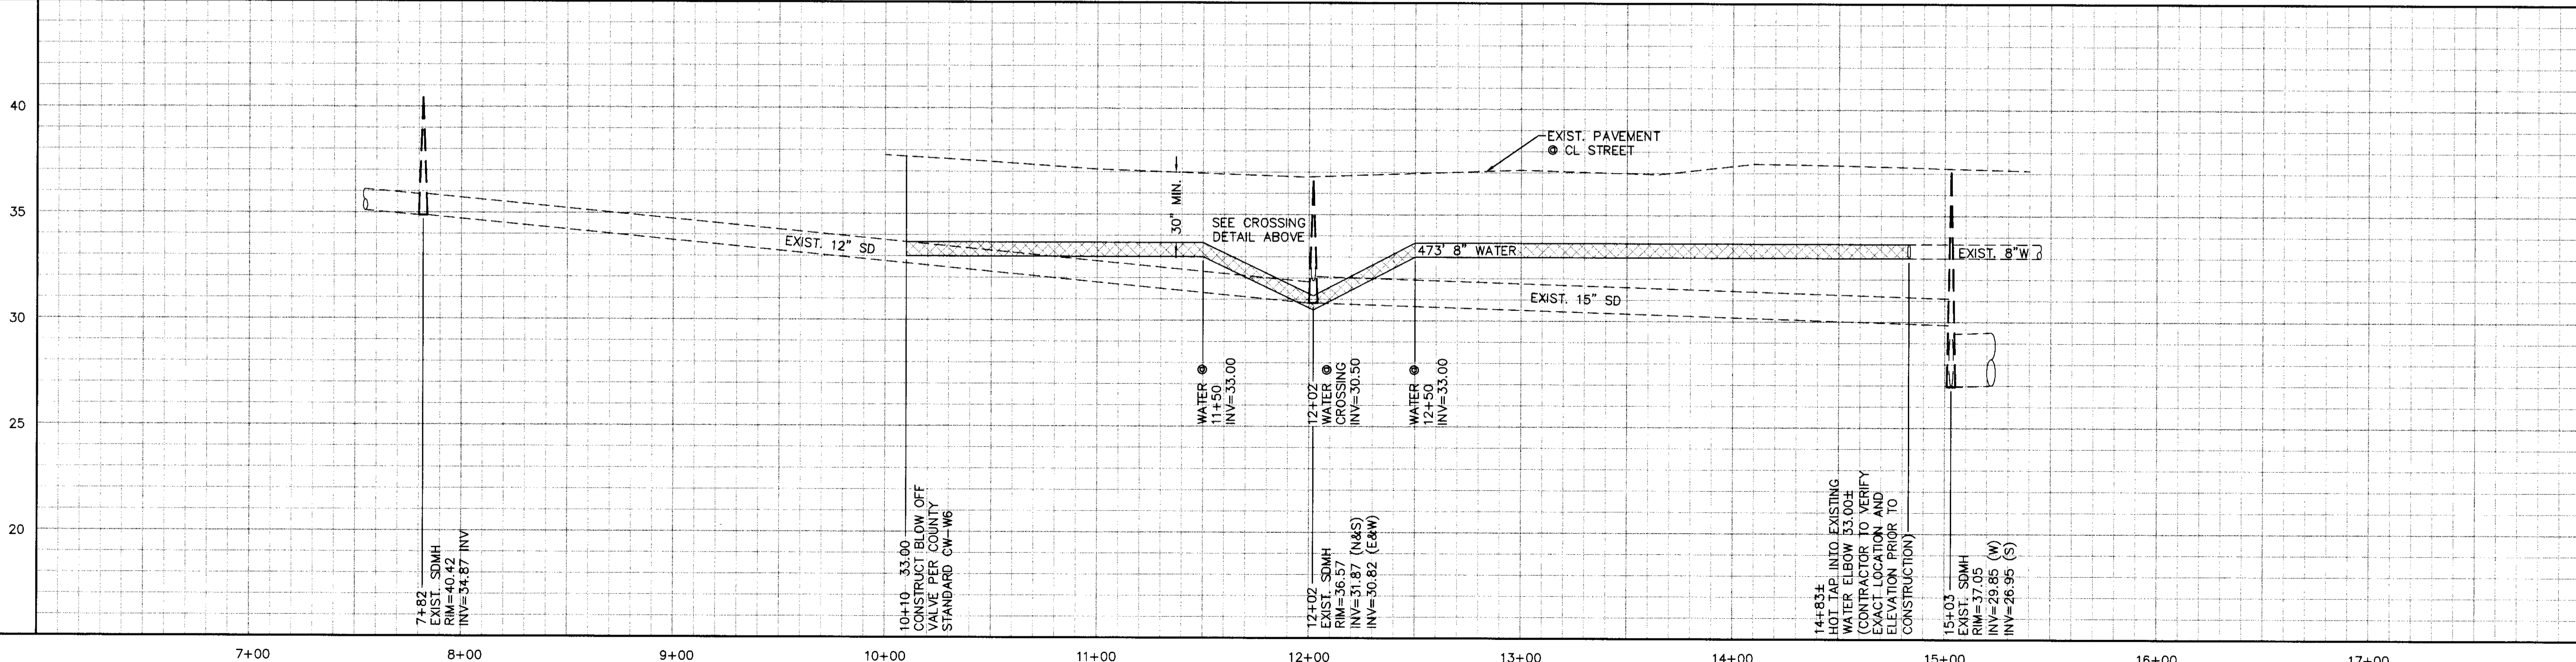 40
35
30
25
20
EXIST. PAVEMENT
@ CL STREET
30" MIN.
SEE CROSSING
DETAIL ABOVE
EXIST. 12" SD
473' 8" WATER
EXIST. 8"W
EXIST. 15" SD
WATER @
11+50
INV=33.00
12+02
WATER @
CROSSING
INV=30.50
WATER @
12+50
INV=33.00
7+82
EXIST. SDMH
RIM=40.42
INV=34.87 INV
10+10 33.00
CONSTRUCT BLOW OFF
VALVE PER COUNTY
STANDARD CW-W6
12+02
EXIST. SDMH
RIM=36.57
INV=31.87 (N&S)
INV=30.82 (E&W)
14+83±
HOT TAP INTO EXISTING
WATER ELBOW 33.00±
(CONTRACTOR TO VERIFY
EXACT LOCATION AND
ELEVATION PRIOR TO
CONSTRUCTION)
15+03
EXIST. SDMH
RIM=37.05
INV=29.85 (W)
INV=26.95 (S)
7+00
8+00
9+00
10+00
11+00
12+00
13+00
14+00
15+00
16+00
17+00